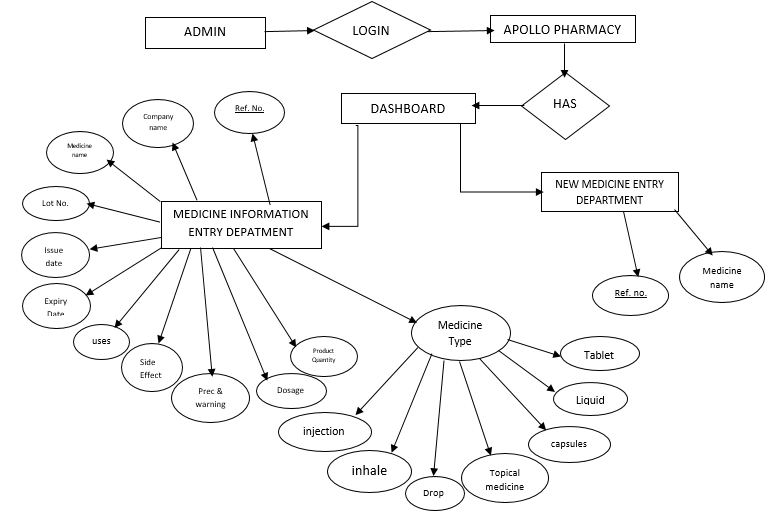 ADMIN
LOGIN
APOLLO PHARMACY
HAS
DASHBOARD
Ref. No.
Company
name
Medicine
name
Lot No.
Issue
date
Expiry
Date
uses
Side
Effect
Prec &
warning
Dosage
Product
Quantity
MEDICINE INFORMATION
ENTRY DEPATMENT
NEW MEDICINE ENTRY
DEPARTMENT
Ref. no.
Medicine
name
Medicine
Type
Tablet
Liquid
capsules
Topical
medicine
Drop
inhale
injection